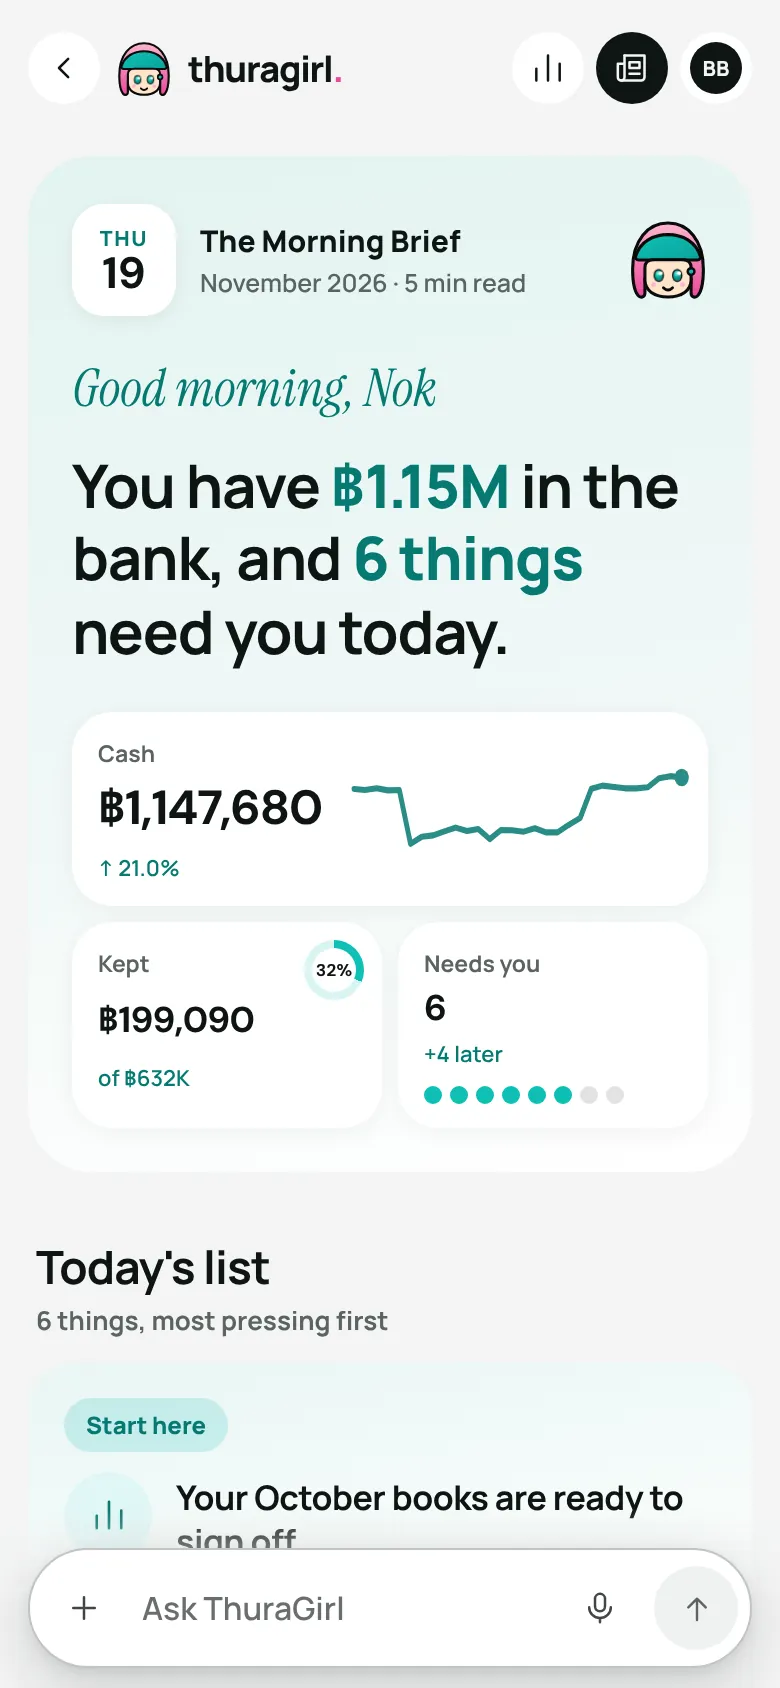 thuragirl.
BB
THU
19
The Morning Brief
November 2026 · 5 min read
Good morning, Nok
You have ฿1.15M in the
bank, and 6 things
need you today.
Cash
฿1,147,680
↑ 21.0%
Kept
32%
฿199,090
of ฿632K
Needs you
6
+4 later
Today's list
6 things, most pressing first
Start here
Your October books are ready to
sign off
Ask ThuraGirl